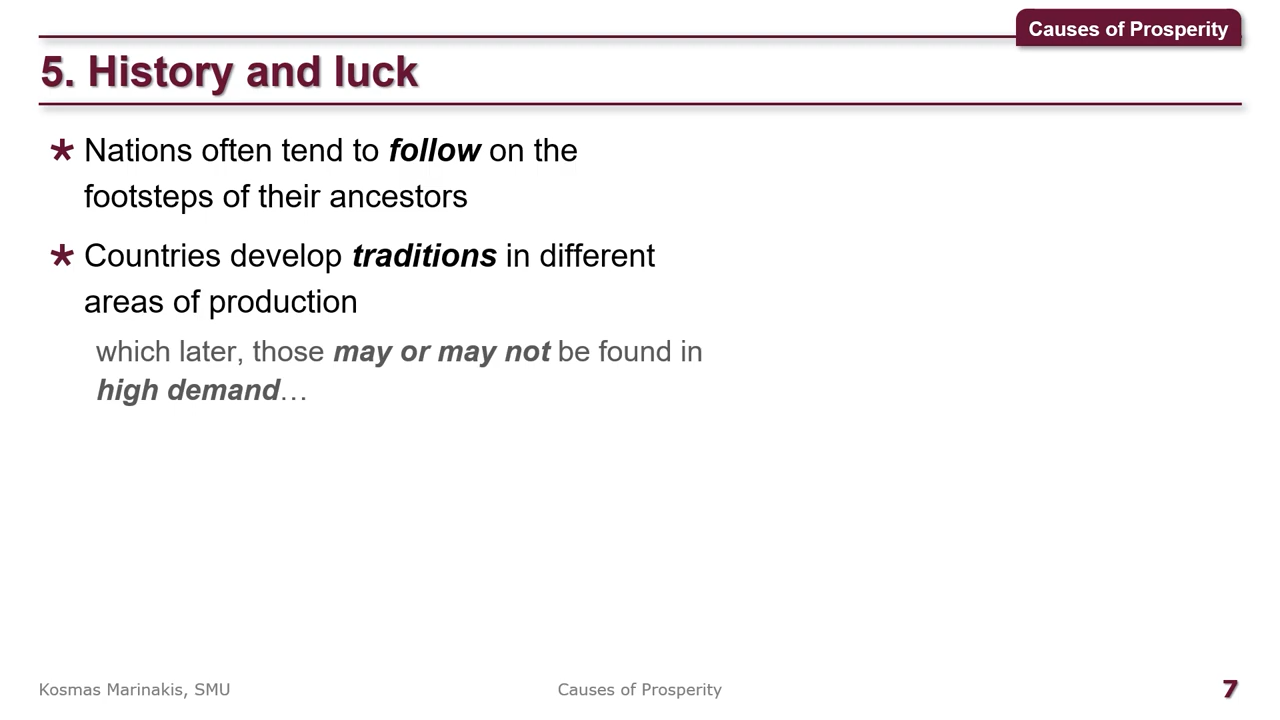 Causes of Prosperity
5. History and luck
* Nations often tend to follow on the
footsteps of their ancestors
* Countries develop traditions in different
areas of production
which later, those may or may not be found in
high demand…
Kosmas Marinakis, SMU
Causes of Prosperity
7